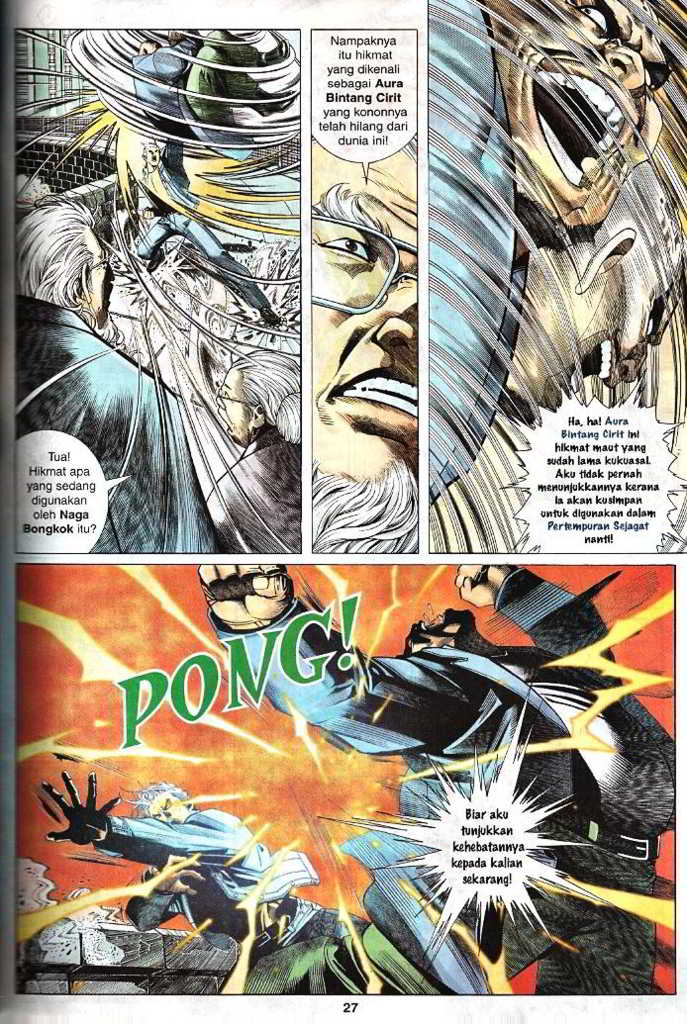 Tua!
Hikmat apa
yang sedang
digunakan
oleh Naga
Bongkok itu?
Nampaknya
itu hikmat
yang dikenali
sebagai Aura
Bintang Cirit
yang kononnya
telah hilang dari
dunia ini!
Ha, ha! Aura
Bintang Cirit ini
hikmat maut yang
sudah lama kukuasai.
Aku tidak pernah
menunjukkannya kerana
ia akan kusimpan
untuk digunakan dalam
Pertempuran Sejagat
nanti!
PONG!
Biar aku
tunjukkan
kehebatannya
kepada kalian
sekarang!
27